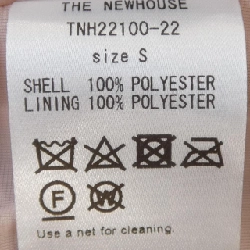 THE NEWHOUSE
TNH22100-22
size S
SHELL 100% POLYESTER
LINING 100% POLYESTER
F W
Use a net for cleaning.